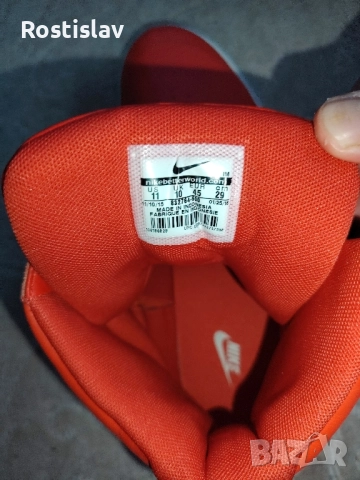 Rostislav
nikebetterworld.com
US UK EUR cm
11 10 45 29
MADE IN INDONESIA
FABRIQUE EN INDONESIE
NIKE
BAZAR